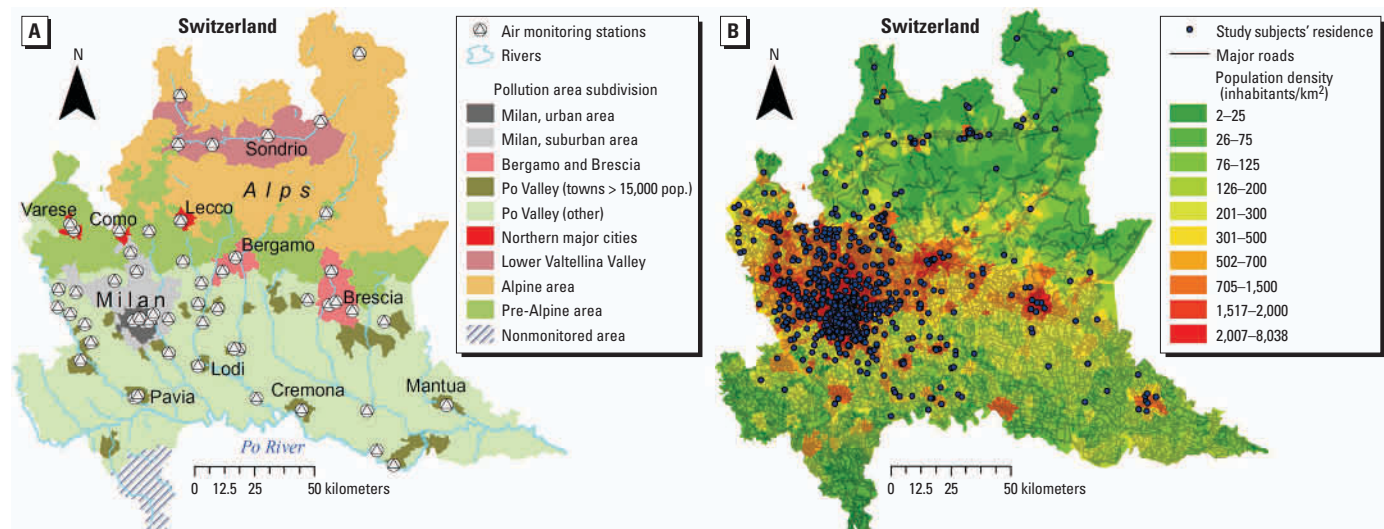 A
Switzerland
N
Sondrio
Alps
Varese
Como
Lecco
Bergamo
Milan
Brescia
Lodi
Cremona
Mantua
Pavia
Po River
0 12.5 25 50 kilometers
Air monitoring stations
Rivers
Pollution area subdivision
Milan, urban area
Milan, suburban area
Bergamo and Brescia
Po Valley (towns > 15,000 pop.)
Po Valley (other)
Northern major cities
Lower Valtellina Valley
Alpine area
Pre-Alpine area
Nonmonitored area
B
Switzerland
N
0 12.5 25 50 kilometers
Study subjects' residence
Major roads
Population density
(inhabitants/km²)
2–25
26–75
76–125
126–200
201–300
301–500
502–700
705–1,500
1,517–2,000
2,007–8,038